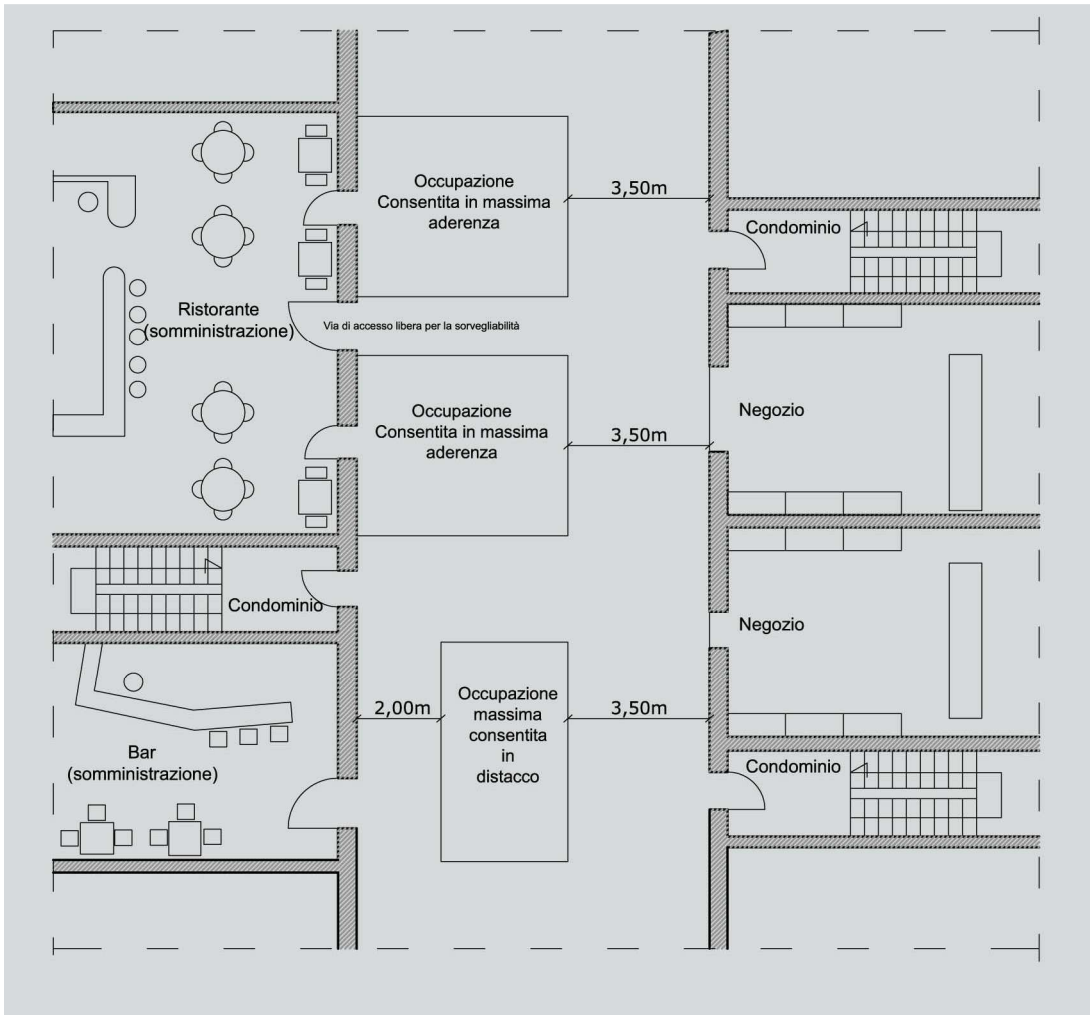 Occupazione
Consentita in massima
aderenza
3,50m
Condominio
Ristorante
(somministrazione)
Via di accesso libera per la sorvegliabilità
Occupazione
Consentita in massima
aderenza
3,50m
Negozio
Condominio
Negozio
2,00m
Occupazione
massima
consentita
in
distacco
3,50m
Bar
(somministrazione)
Condominio